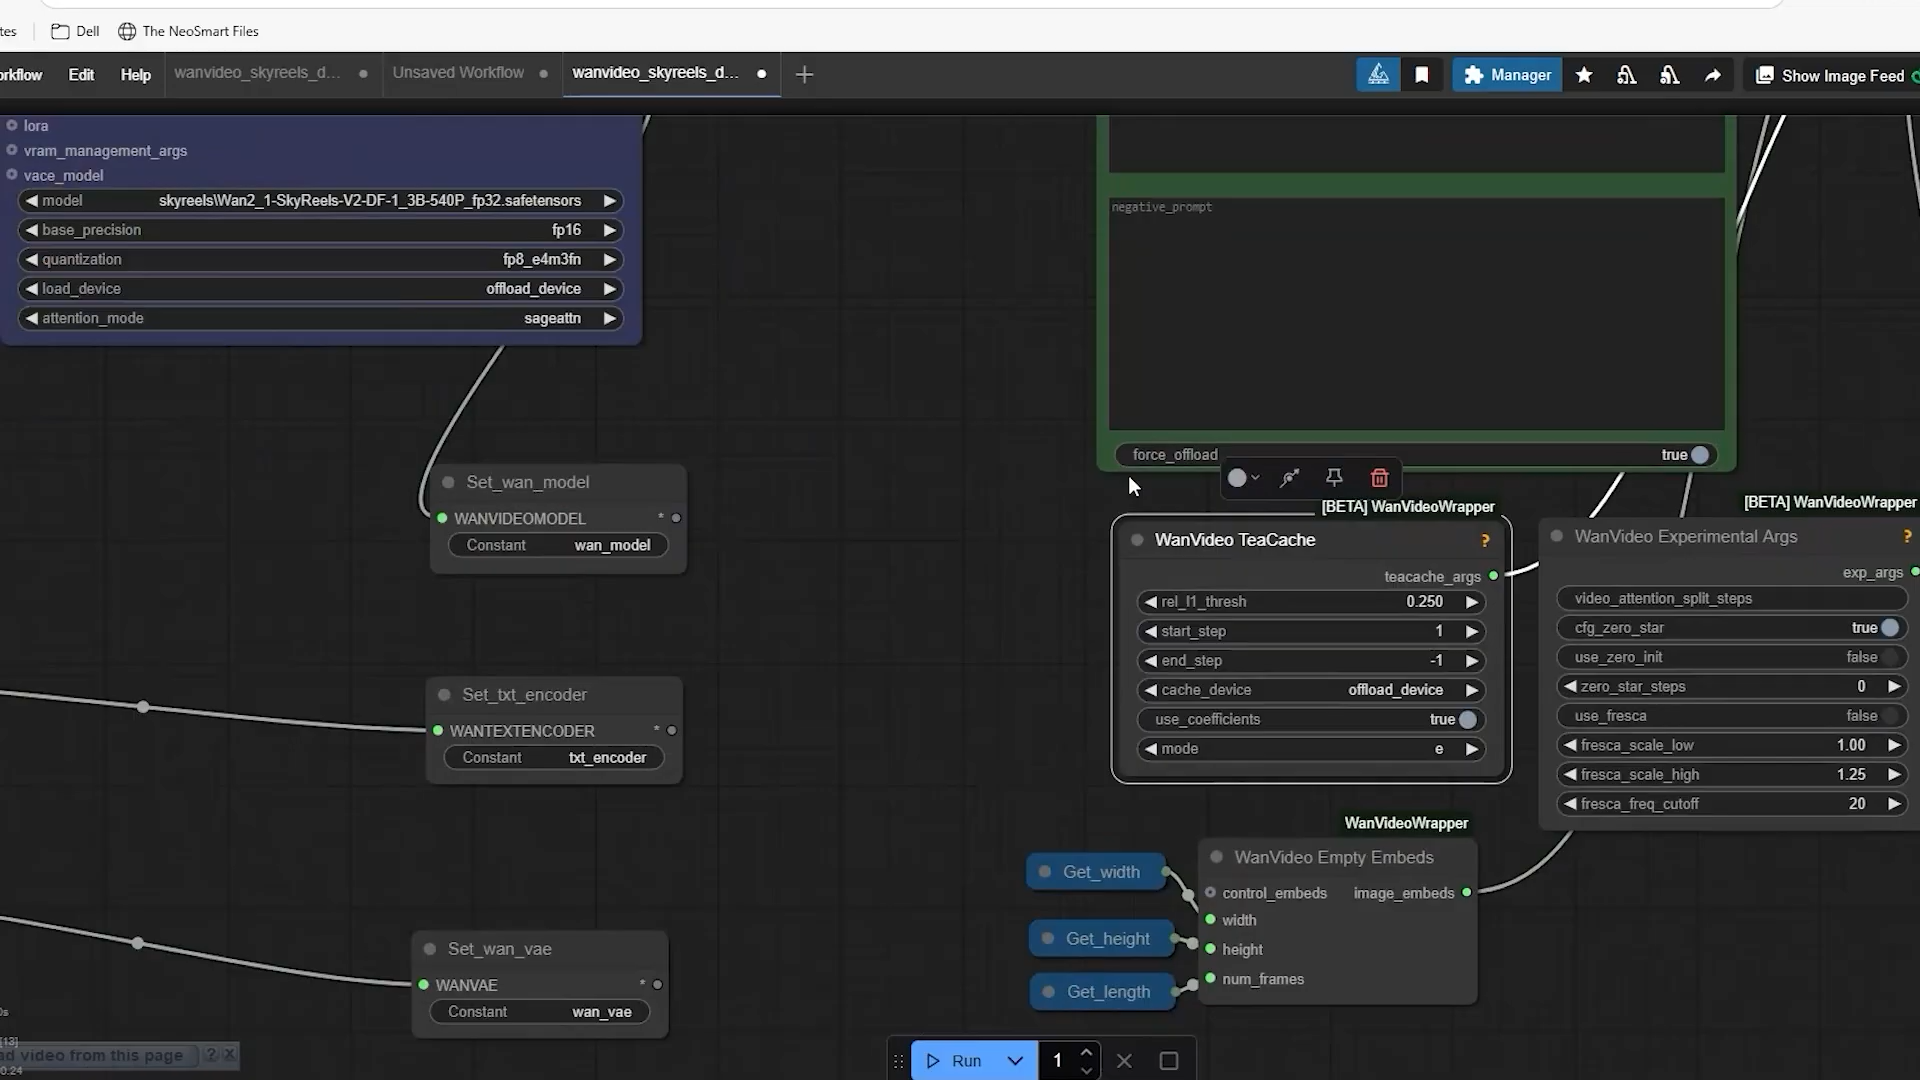 tes
Dell
The NeoSmart Files
orkflow
Edit
Help
wanvideo_skyreels_d...
Unsaved Workflow
wanvideo_skyreels_d...
Manager
Show Image Feed
lora
vram_management_args
vace_model
model skyreels\Wan2_1-SkyReels-V2-DF-1_3B-540P_fp32.safetensors
base_precision fp16
quantization fp8_e4m3fn
load_device offload_device
attention_mode sageattn
negative_prompt
force_offload true
Set_wan_model
WANVIDEOMODEL *
Constant wan_model
Set_txt_encoder
WANTEXTENCODER *
Constant txt_encoder
Set_wan_vae
WANVAE *
Constant wan_vae
[BETA] WanVideoWrapper
WanVideo TeaCache ?
teacache_args
rel_l1_thresh 0.250
start_step 1
end_step -1
cache_device offload_device
use_coefficients true
mode e
[BETA] WanVideoWrapper
WanVideo Experimental Args ?
exp_args
video_attention_split_steps
cfg_zero_star true
use_zero_init false
zero_star_steps 0
use_fresca false
fresca_scale_low 1.00
fresca_scale_high 1.25
fresca_freq_cutoff 20
WanVideoWrapper
WanVideo Empty Embeds
control_embeds image_embeds
width
height
num_frames
Get_width
Get_height
Get_length
0s
[13]
ad video from this page ? X
0.24
Run
1